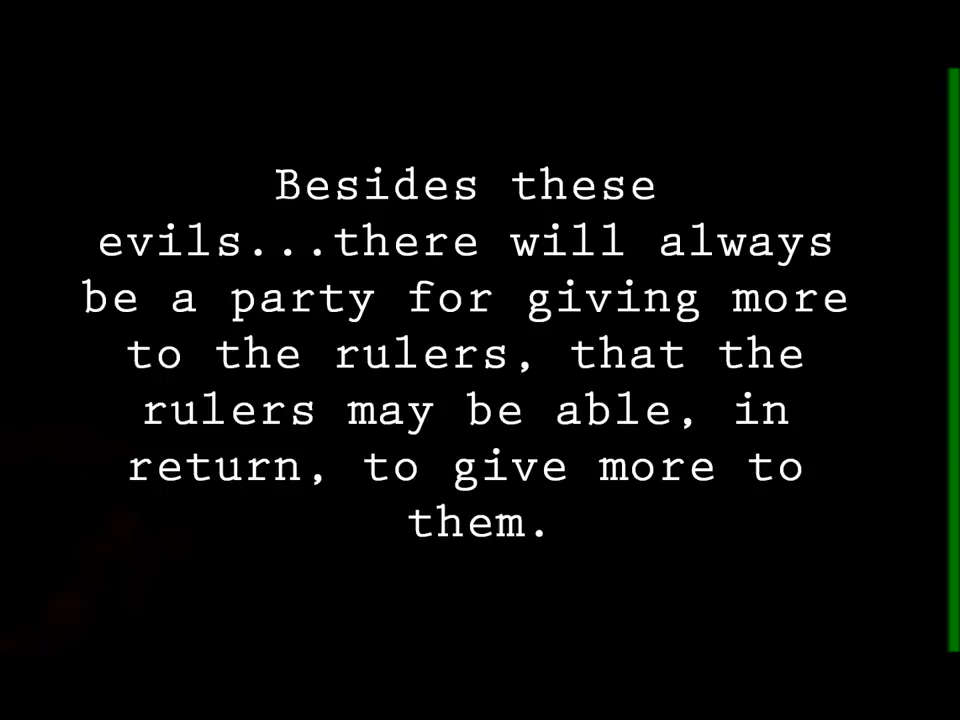 Besides these
evils...there will always
be a party for giving more
to the rulers, that the
rulers may be able, in
return, to give more to
them.